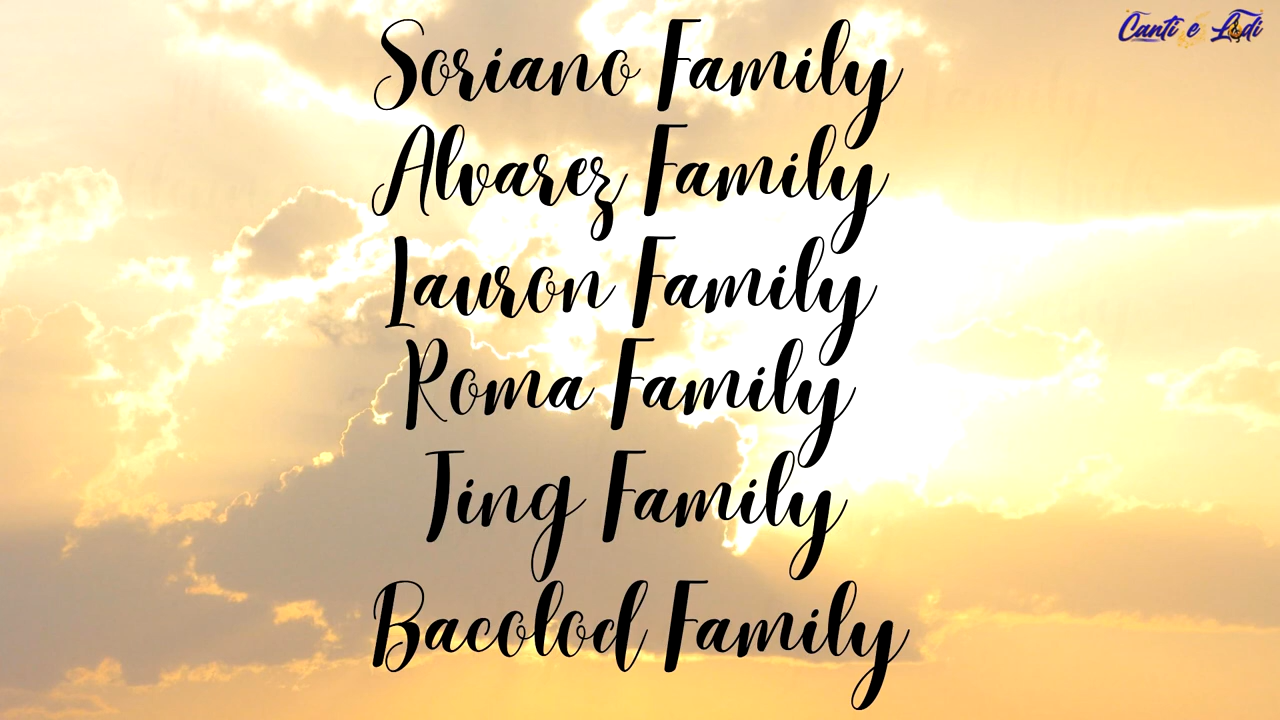 Canti e Lodi
Soriano Family
Alvarez Family
Lauron Family
Roma Family
Ting Family
Bacolod Family